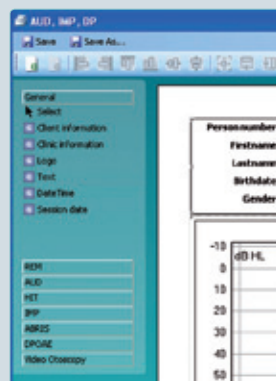 AUD, IMP, DP
Save Save As...
General
Select
Client information
Clinic information
Logo
Text
DateTime
Session date
REM
AUD
HIT
IMP
ABRIS
DPOAE
Video Otoscopy
Personnumber
Firstname
Lastname
Birthdate
Gender
-10
dB HL
0
10
20
30
40
50